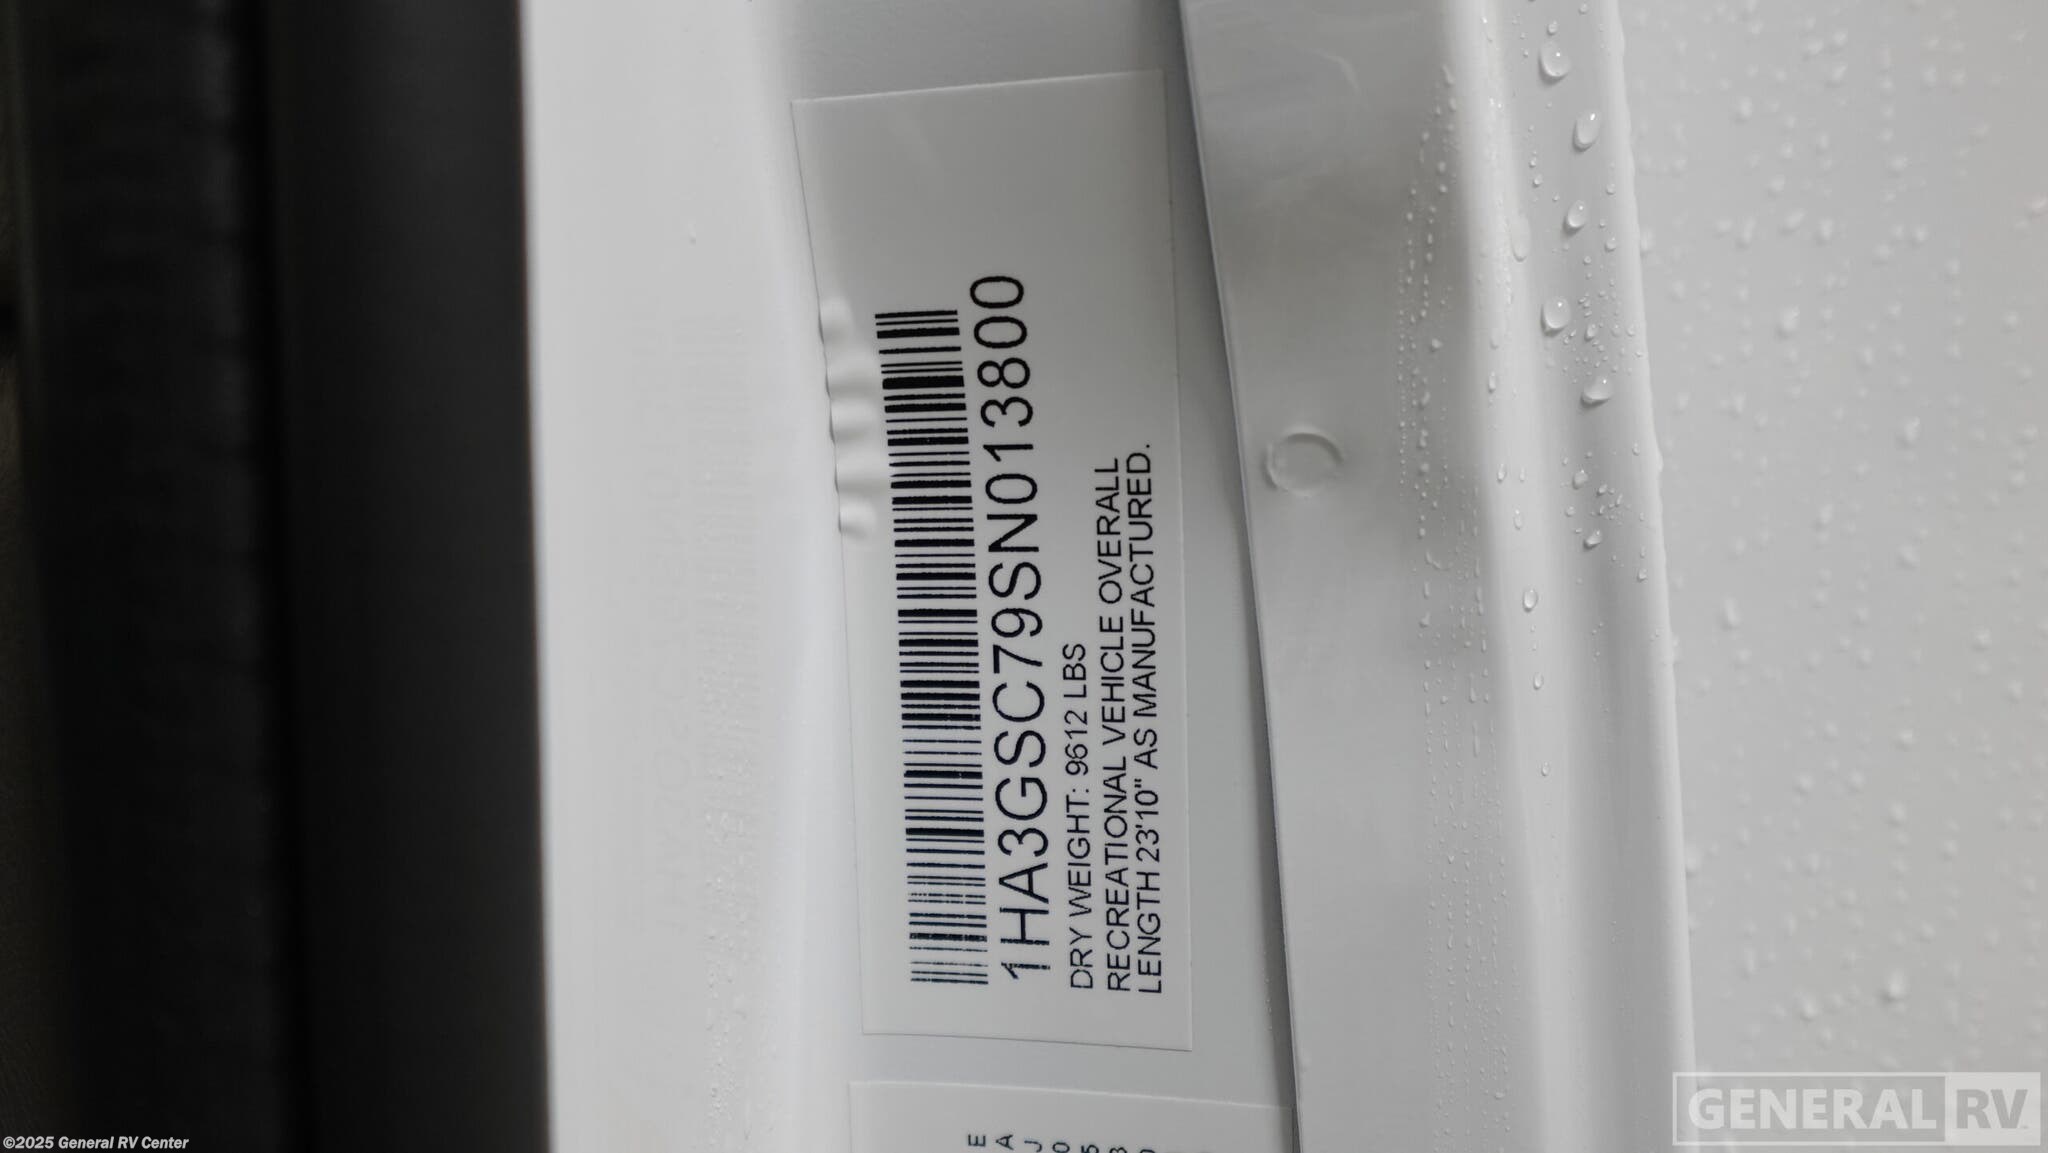 1HA3GSC79SN013800
DRY WEIGHT: 9612 LBS
RECREATIONAL VEHICLE OVERALL
LENGTH 23'10" AS MANUFACTURED.
E
A
J
GENERAL RV
©2025 General RV Center